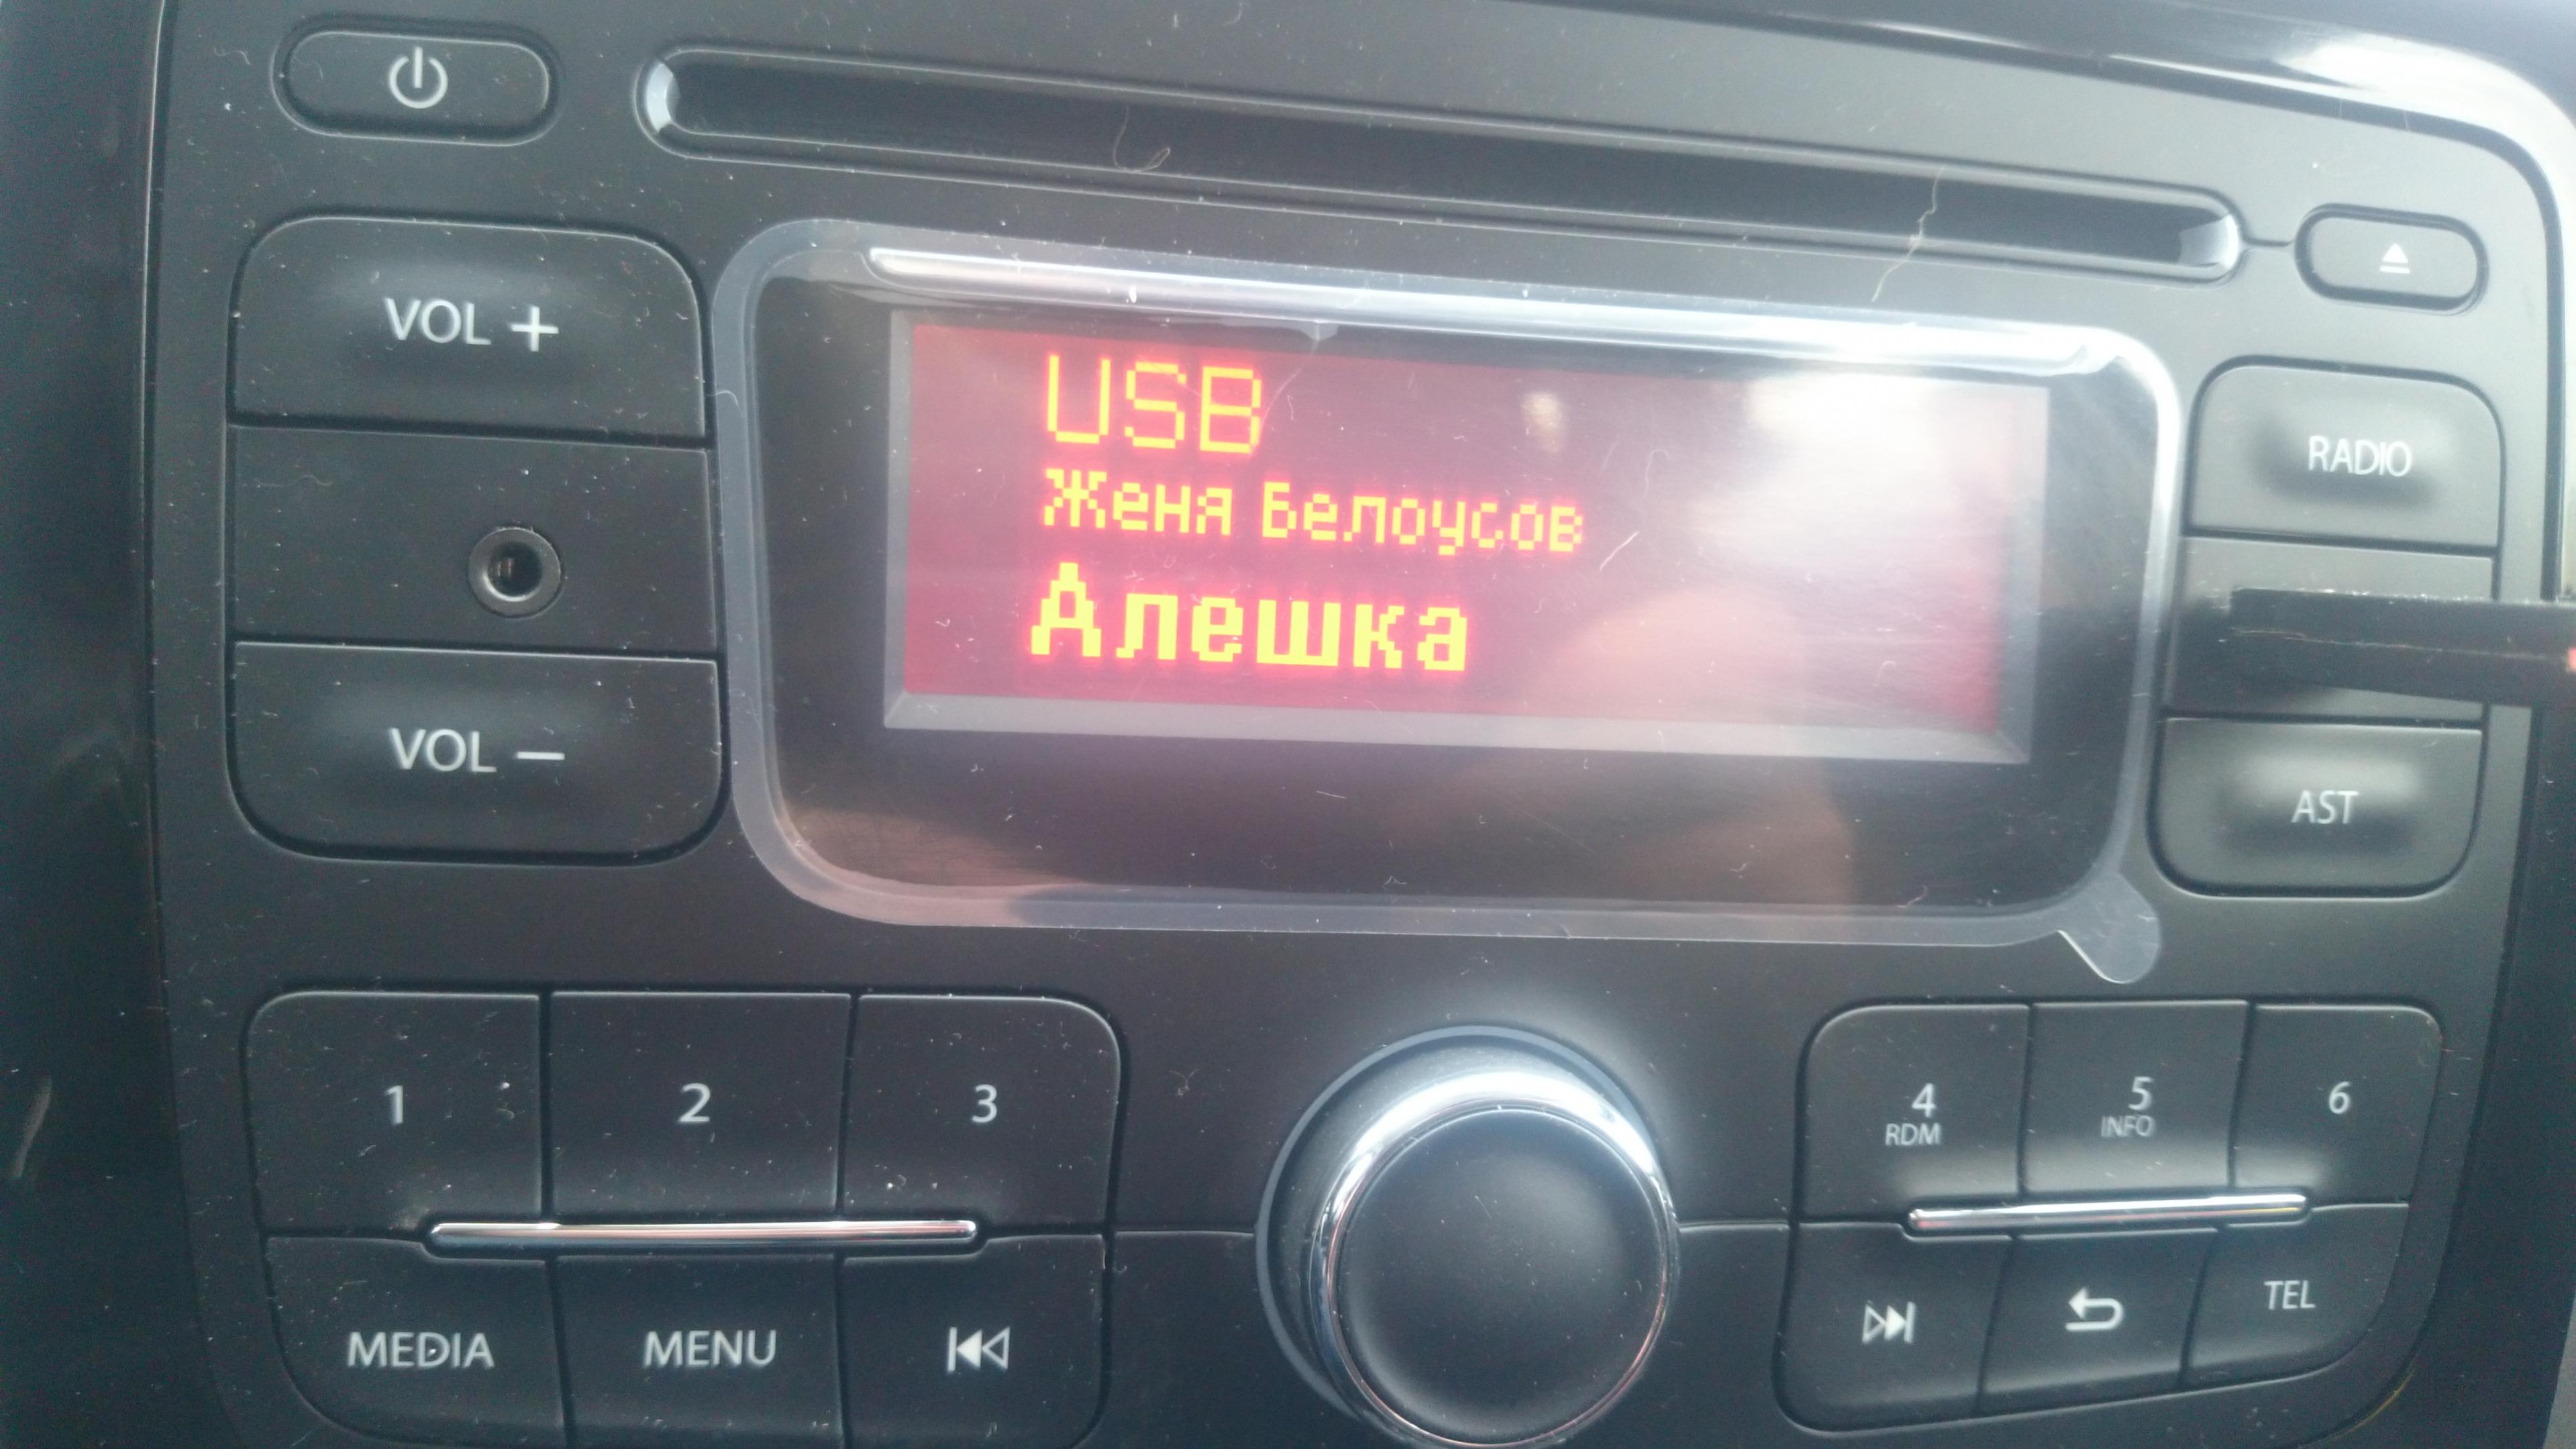 VOL +
USB
Женя Белоусов
Алешка
RADIO
VOL –
AST
1
2
3
4
RDM
5
INFO
6
MEDIA
MENU
TEL